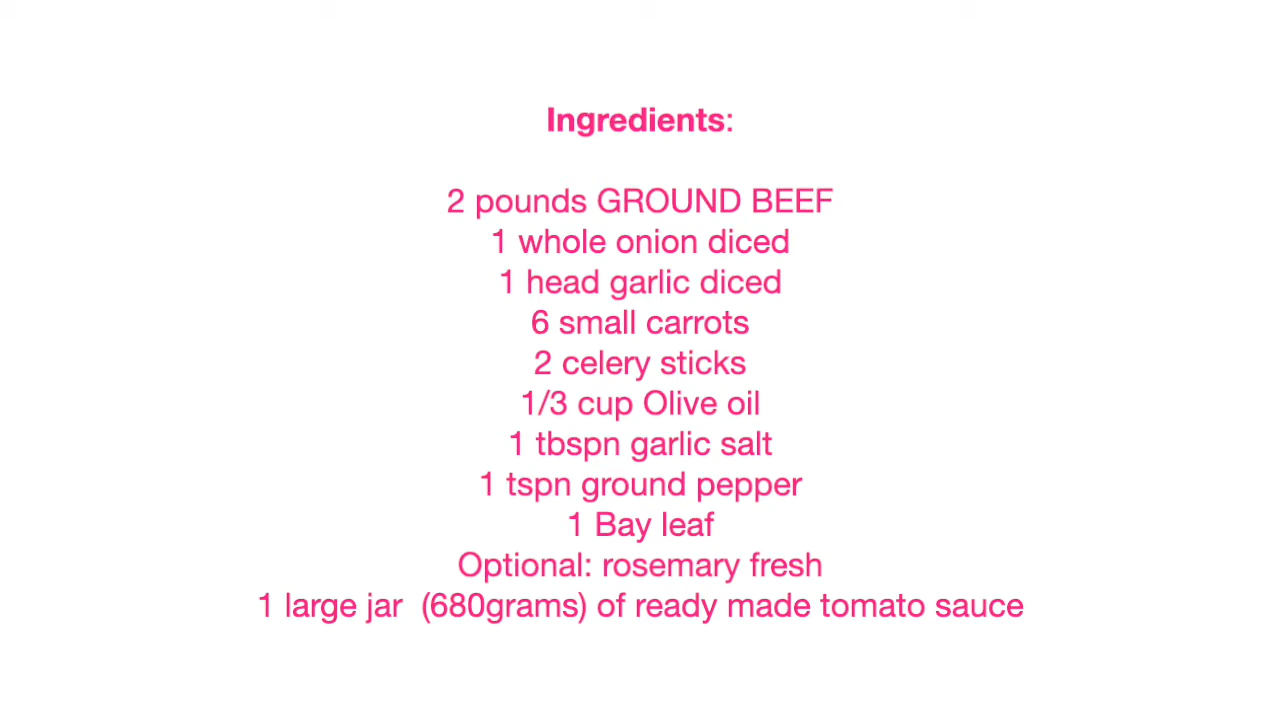 Ingredients:
2 pounds GROUND BEEF
1 whole onion diced
1 head garlic diced
6 small carrots
2 celery sticks
1/3 cup Olive oil
1 tbspn garlic salt
1 tspn ground pepper
1 Bay leaf
Optional: rosemary fresh
1 large jar  (680grams) of ready made tomato sauce